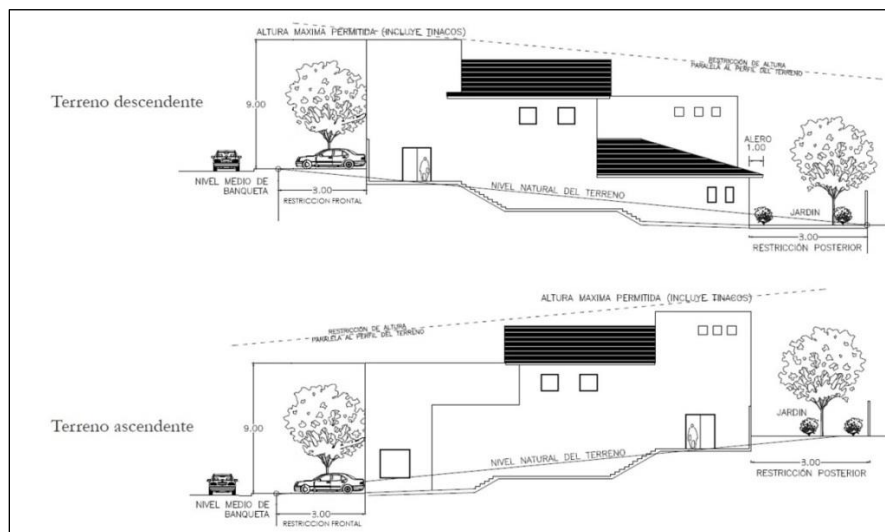 ALTURA MAXIMA PERMITIDA (INCLUYE TINACOS)
RESTRICCIÓN DE ALTURA
PARALELA AL PERFIL DEL TERRENO
Terreno descendente
9.00
ALERO
1.00
NIVEL MEDIO DE
BANQUETA
3.00
RESTRICCION FRONTAL
NIVEL NATURAL DEL TERRENO
JARDIN
3.00
RESTRICCIÓN POSTERIOR
ALTURA MAXIMA PERMITIDA (INCLUYE TINACOS)
RESTRICCIÓN DE ALTURA
PARALELA AL PERFIL DEL TERRENO
Terreno ascendente
9.00
JARDIN
NIVEL NATURAL DEL TERRENO
3.00
RESTRICCIÓN POSTERIOR
NIVEL MEDIO DE
BANQUETA
3.00
RESTRICCION FRONTAL